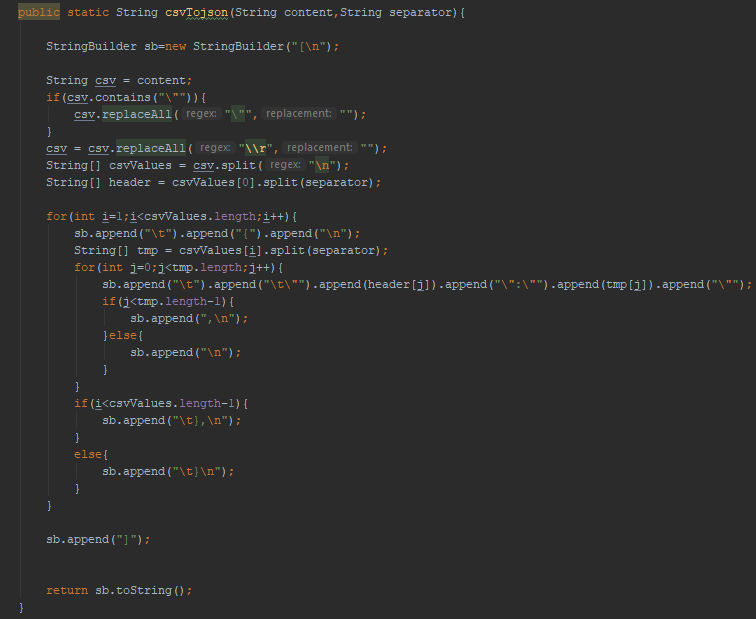 public static String csvTojson(String content,String separator){
StringBuilder sb=new StringBuilder("[\n");
String csv = content;
if(csv.contains("\"")){
csv.replaceAll( regex: "\"", replacement: "");
}
csv = csv.replaceAll( regex: "\\r", replacement: "");
String[] csvValues = csv.split( regex: "\n");
String[] header = csvValues[0].split(separator);
for(int i=1;i<csvValues.length;i++){
sb.append("\t").append("{").append("\n");
String[] tmp = csvValues[i].split(separator);
for(int j=0;j<tmp.length;j++){
sb.append("\t").append("\t\"").append(header[j]).append("\":\"").append(tmp[j]).append("\"");
if(j<tmp.length-1){
sb.append(",\n");
}else{
sb.append("\n");
}
}
if(i<csvValues.length-1){
sb.append("\t},\n");
}
else{
sb.append("\t}\n");
}
}
sb.append("]");
return sb.toString();
}